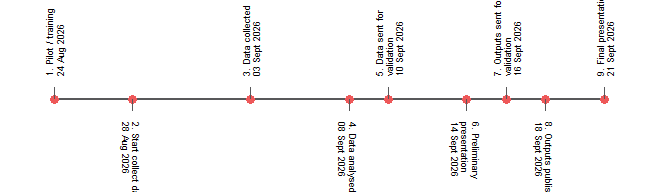 1. Pilot / training
24 Aug 2026
2. Start collect
28 Aug 2026
3. Data collected
03 Sept 2026
4. Data analysed
08 Sept 2026
5. Data sent for
validation
10 Sept 2026
6. Preliminary
presentation
14 Sept 2026
7. Outputs sent fo
validation
16 Sept 2026
8. Outputs publis
18 Sept 2026
9. Final presentation
21 Sept 2026